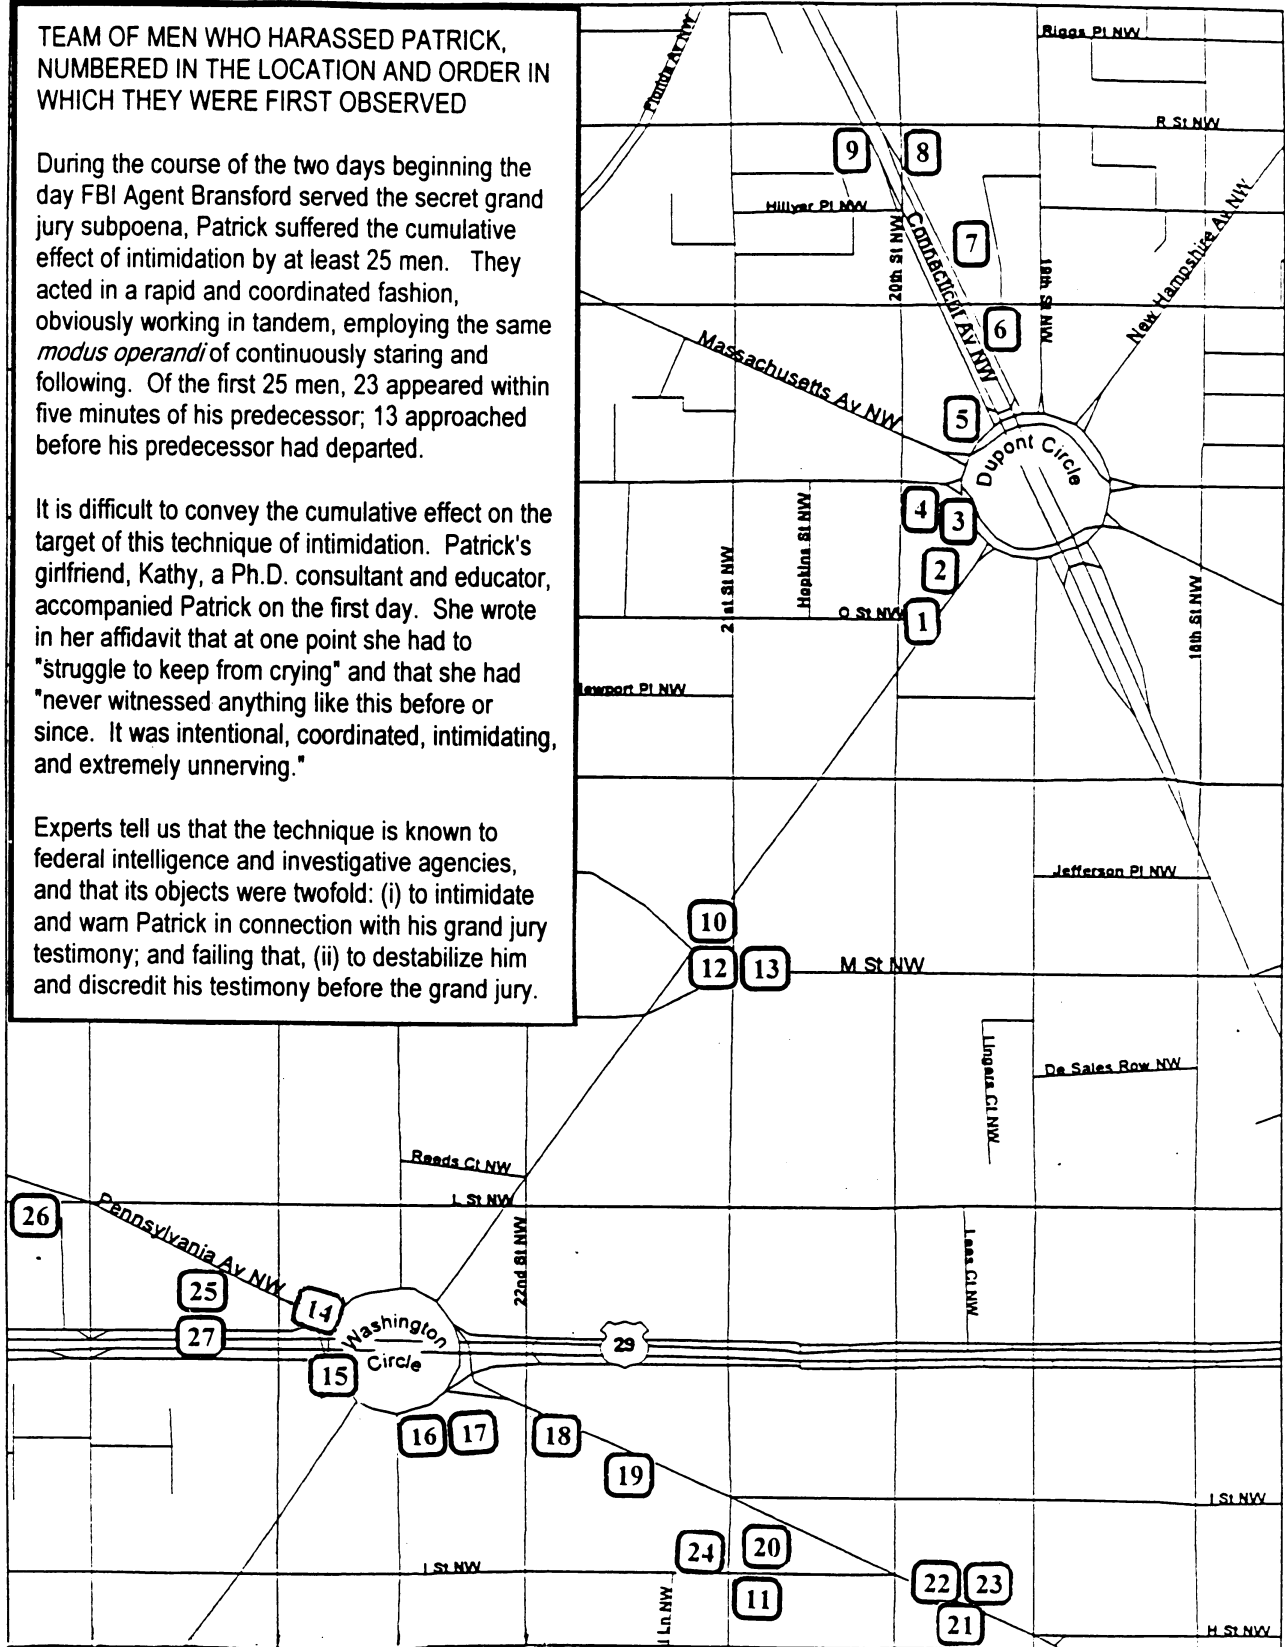 TEAM OF MEN WHO HARASSED PATRICK,
NUMBERED IN THE LOCATION AND ORDER IN
WHICH THEY WERE FIRST OBSERVED
During the course of the two days beginning the
day FBI Agent Bransford served the secret grand
jury subpoena, Patrick suffered the cumulative
effect of intimidation by at least 25 men. They
acted in a rapid and coordinated fashion,
obviously working in tandem, employing the same
modus operandi of continuously staring and
following. Of the first 25 men, 23 appeared within
five minutes of his predecessor; 13 approached
before his predecessor had departed.
It is difficult to convey the cumulative effect on the
target of this technique of intimidation. Patrick's
girlfriend, Kathy, a Ph.D. consultant and educator,
accompanied Patrick on the first day. She wrote
in her affidavit that at one point she had to
"struggle to keep from crying" and that she had
"never witnessed anything like this before or
since. It was intentional, coordinated, intimidating,
and extremely unnerving."
Experts tell us that the technique is known to
federal intelligence and investigative agencies,
and that its objects were twofold: (i) to intimidate
and warn Patrick in connection with his grand jury
testimony; and failing that, (ii) to destabilize him
and discredit his testimony before the grand jury.
Florida Av NW
Riggs Pl NW
R St NW
9
8
Hillyer Pl NW
20th St NW
Connecticut Av NW
7
19th St NW
New Hampshire Av NW
6
Massachusetts Av NW
5
Dupont Circle
4
3
Hopkins St NW
21st St NW
2
O St NW
1
18th St NW
ewport Pl NW
Jefferson Pl NW
10
12
13
M St NW
Lingers Ct NW
De Sales Row NW
Reeds Ct NW
L St NW
26
Pennsylvania Av NW
22nd St NW
Lees Ct NW
25
14
27
Washington
Circle
29
15
16
17
18
19
I St NW
24
20
I St NW
22
23
11
21
Ln NW
H St NW